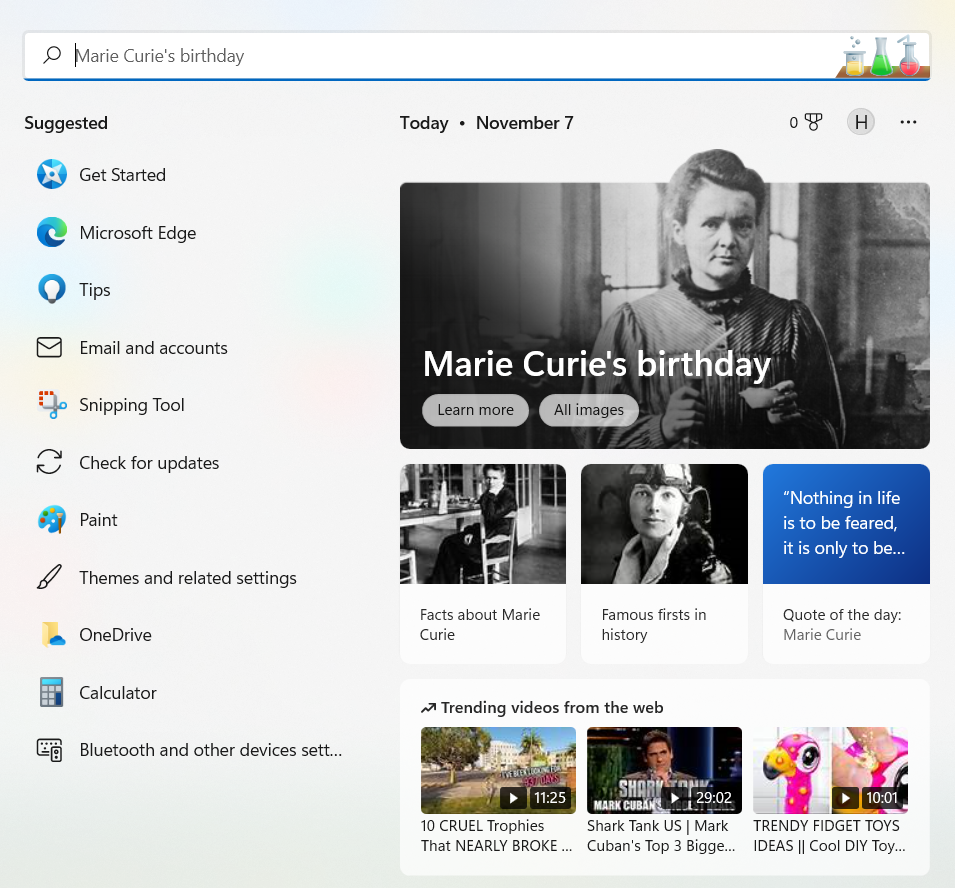 Marie Curie's birthday
Suggested
Get Started
Microsoft Edge
Tips
Email and accounts
Snipping Tool
Check for updates
Paint
Themes and related settings
OneDrive
Calculator
Bluetooth and other devices sett...
Today • November 7
0
H
Marie Curie's birthday
Learn more
All images
Facts about Marie
Curie
Famous firsts in
history
“Nothing in life
is to be feared,
it is only to be...
Quote of the day:
Marie Curie
Trending videos from the web
I'VE BEEN LOOKING FOR
DAYS
11:25
10 CRUEL Trophies
That NEARLY BROKE ...
SHARK TANK
MARK CUBAN'S
29:02
Shark Tank US | Mark
Cuban's Top 3 Bigge...
10:01
TRENDY FIDGET TOYS
IDEAS || Cool DIY Toy...